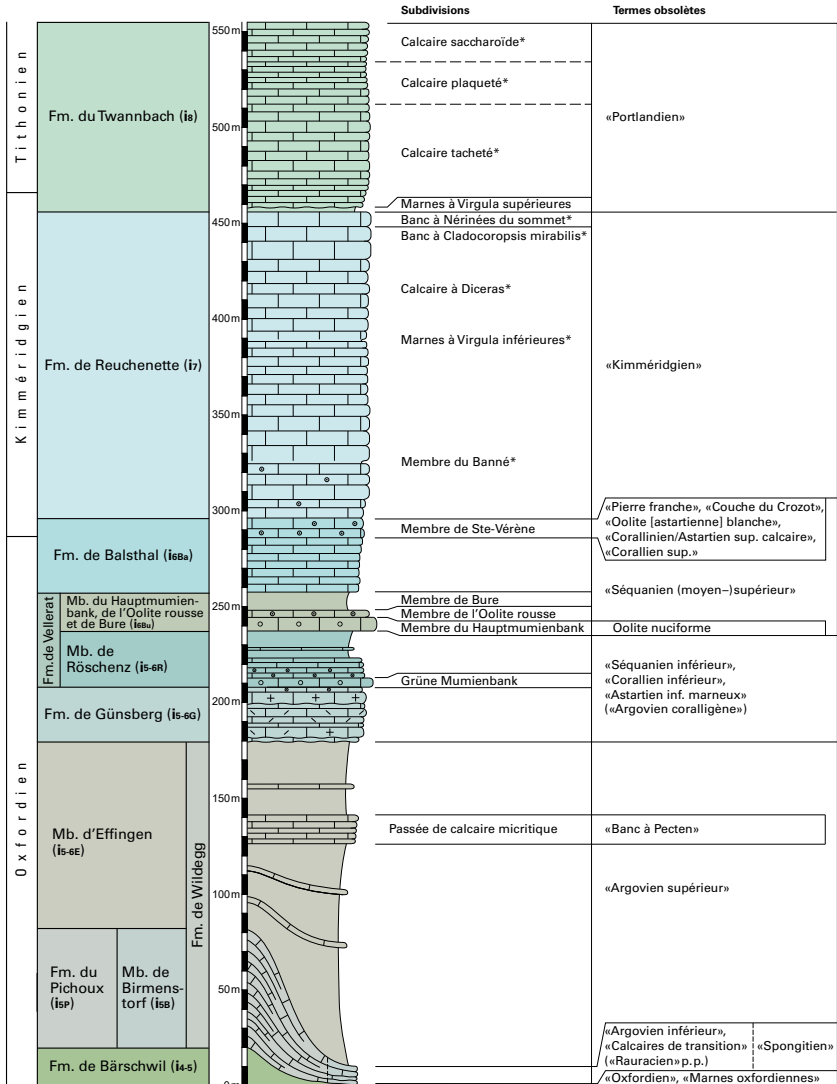 Subdivisions
Termes obsolètes
Tithonien
Kimméridgien
Oxfordien
Fm. du Twannbach (i8)
Fm. de Reuchenette (i7)
Fm. de Balsthal (i6Ba)
Fm. de Vellerat
Mb. du Hauptmumien-
bank, de l'Oolite rousse
et de Bure (i6Bu)
Mb. de
Röschenz (i5-6R)
Fm. de Günsberg (i5-6G)
Mb. d'Effingen
(i5-6E)
Fm. de Wildegg
Fm. du
Pichoux
(i5P)
Mb. de
Birmens-
torf (i5B)
Fm. de Bärschwil (i4-5)
550m
500m
450m
400m
350m
300m
250m
200m
150m
100m
50m
0m
Calcaire saccharoïde*
Calcaire plaqueté*
Calcaire tacheté*
Marnes à Virgula supérieures
Banc à Nérinées du sommet*
Banc à Cladocoropsis mirabilis*
Calcaire à Diceras*
Marnes à Virgula inférieures*
Membre du Banné*
Membre de Ste-Vérène
Membre de Bure
Membre de l'Oolite rousse
Membre du Hauptmumienbank
Grüne Mumienbank
Passée de calcaire micritique
«Portlandien»
«Kimméridgien»
«Pierre franche», «Couche du Crozot»,
«Oolite [astartienne] blanche»,
«Corallinien/Astartien sup. calcaire»,
«Corallien sup.»
«Séquanien (moyen–)supérieur»
Oolite nuciforme
«Séquanien inférieur»,
«Corallien inférieur»,
«Astartien inf. marneux»
(«Argovien coralligène»)
«Banc à Pecten»
«Argovien supérieur»
«Argovien inférieur»,
«Calcaires de transition»
(«Rauracien»p.p.)
«Spongitien»
«Oxfordien», «Marnes oxfordiennes»